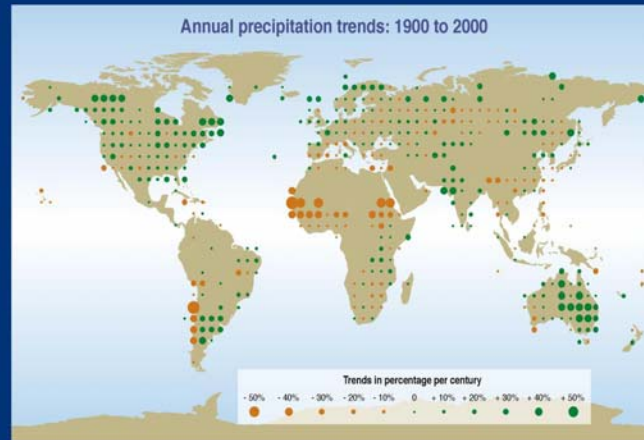 Annual precipitation trends: 1900 to 2000
Trends in percentage per century
- 50% - 40% - 30% - 20% - 10% 0 + 10% + 20% + 30% + 40% + 50%